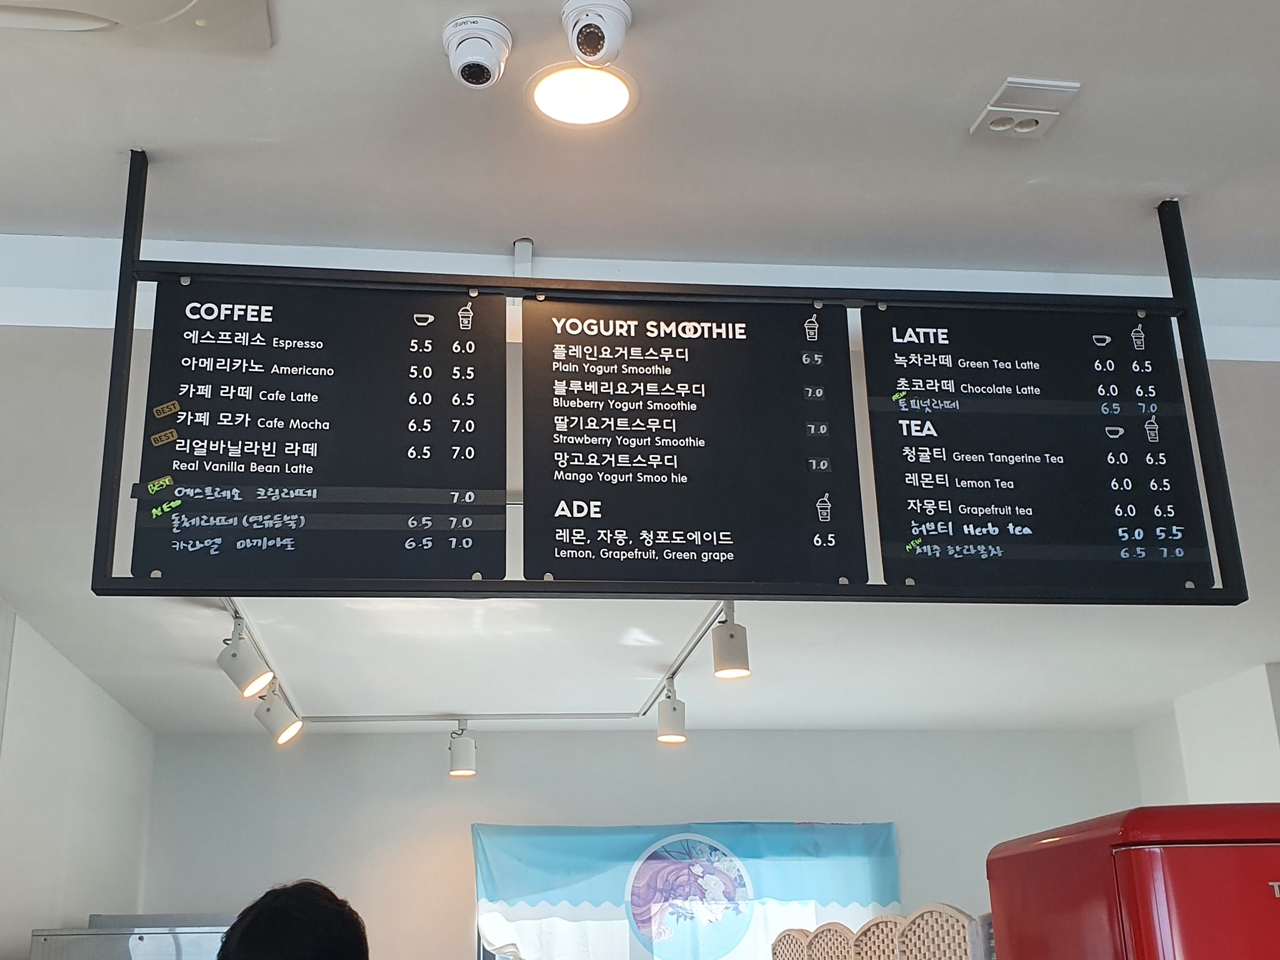 COFFEE
에스프레소 Espresso 5.5 6.0
아메리카노 Americano 5.0 5.5
카페 라떼 Cafe Latte 6.0 6.5
BEST
카페 모카 Cafe Mocha 6.5 7.0
BEST
리얼바닐라빈 라떼 6.5 7.0
Real Vanilla Bean Latte
BEST
에스프레소 크림라떼 7.0
NEW
돌체라떼 (연유듬뿍) 6.5 7.0
카라멜 마끼아또 6.5 7.0
YOGURT SMOOTHIE
플레인요거트스무디 6.5
Plain Yogurt Smoothie
블루베리요거트스무디 7.0
Blueberry Yogurt Smoothie
딸기요거트스무디 7.0
Strawberry Yogurt Smoothie
망고요거트스무디 7.0
Mango Yogurt Smoo hie
ADE
레몬, 자몽, 청포도에이드 6.5
Lemon, Grapefruit, Green grape
LATTE
녹차라떼 Green Tea Latte 6.0 6.5
초코라떼 Chocolate Latte 6.0 6.5
NEW
토피넛라떼 6.5 7.0
TEA
청귤티 Green Tangerine Tea 6.0 6.5
레몬티 Lemon Tea 6.0 6.5
자몽티 Grapefruit tea 6.0 6.5
허브티 Herb tea 5.0 5.5
NEW
제주 한라봉차 6.5 7.0